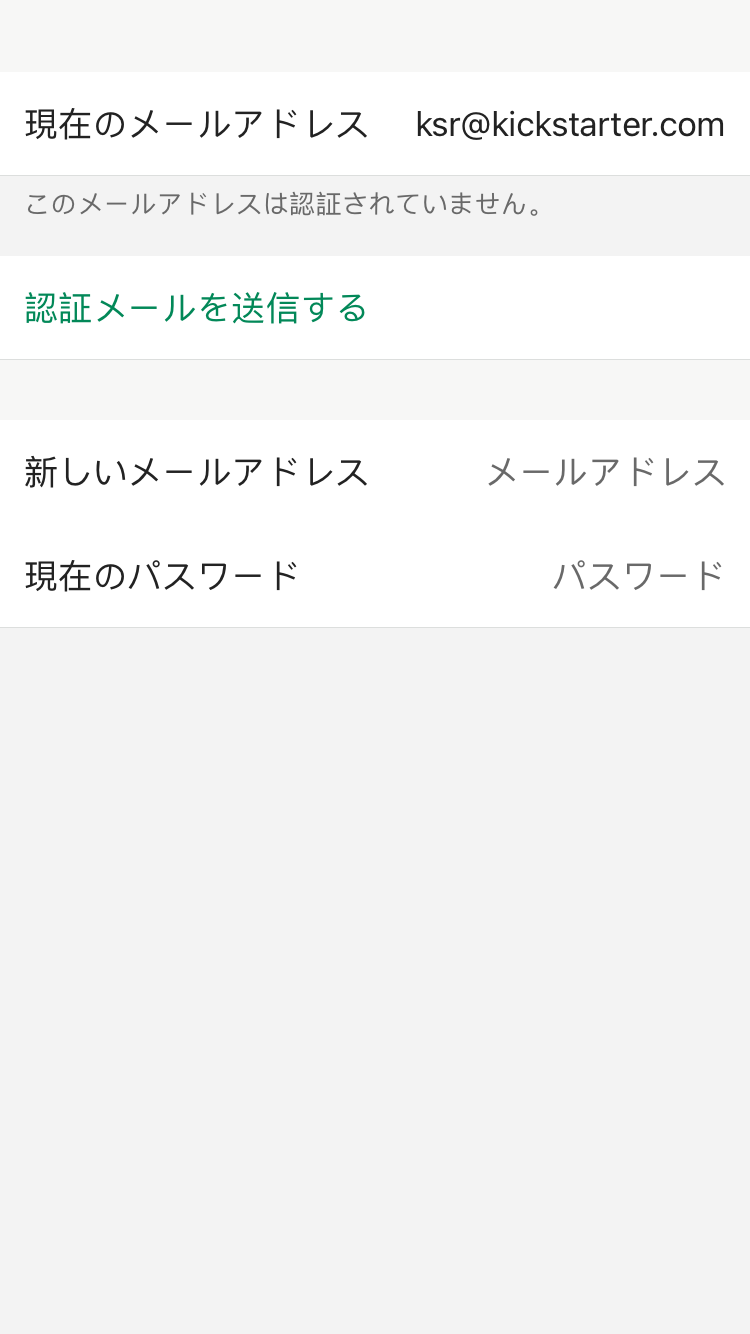 現在のメールアドレス ksr@kickstarter.com
このメールアドレスは認証されていません。
認証メールを送信する
新しいメールアドレス メールアドレス
現在のパスワード パスワード